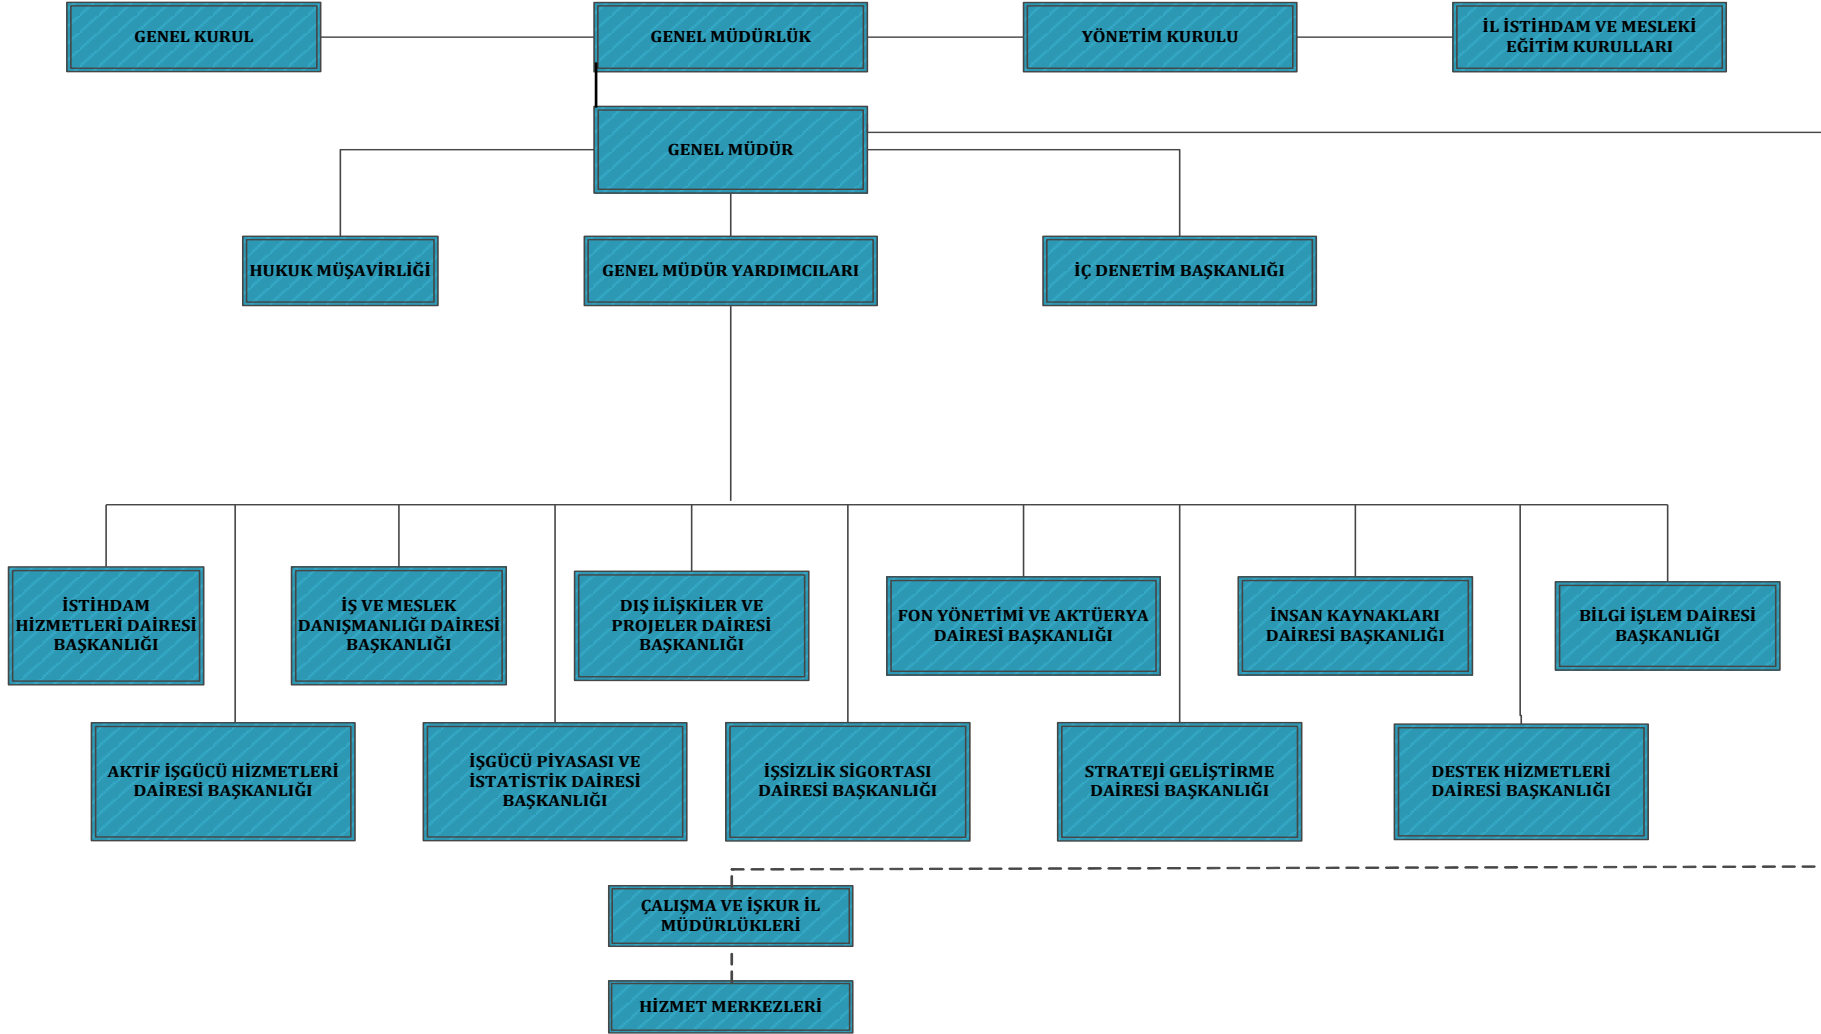 GENEL KURUL
GENEL MÜDÜRLÜK
YÖNETİM KURULU
İL İSTİHDAM VE MESLEKİ
EĞİTİM KURULLARI
GENEL MÜDÜR
HUKUK MÜŞAVİRLİĞİ
GENEL MÜDÜR YARDIMCILARI
İÇ DENETİM BAŞKANLIĞI
İSTİHDAM
HİZMETLERİ DAİRESİ
BAŞKANLIĞI
İŞ VE MESLEK
DANIŞMANLIĞI DAİRESİ
BAŞKANLIĞI
DIŞ İLİŞKİLER VE
PROJELER DAİRESİ
BAŞKANLIĞI
FON YÖNETİMİ VE AKTÜERYA
DAİRESİ BAŞKANLIĞI
İNSAN KAYNAKLARI
DAİRESİ BAŞKANLIĞI
BİLGİ İŞLEM DAİRESİ
BAŞKANLIĞI
AKTİF İŞGÜCÜ HİZMETLERİ
DAİRESİ BAŞKANLIĞI
İŞGÜCÜ PİYASASI VE
İSTATİSTİK DAİRESİ
BAŞKANLIĞI
İŞSİZLİK SİGORTASI
DAİRESİ BAŞKANLIĞI
STRATEJİ GELİŞTİRME
DAİRESİ BAŞKANLIĞI
DESTEK HİZMETLERİ
DAİRESİ BAŞKANLIĞI
ÇALIŞMA VE İŞKUR İL
MÜDÜRLÜKLERİ
HİZMET MERKEZLERİ